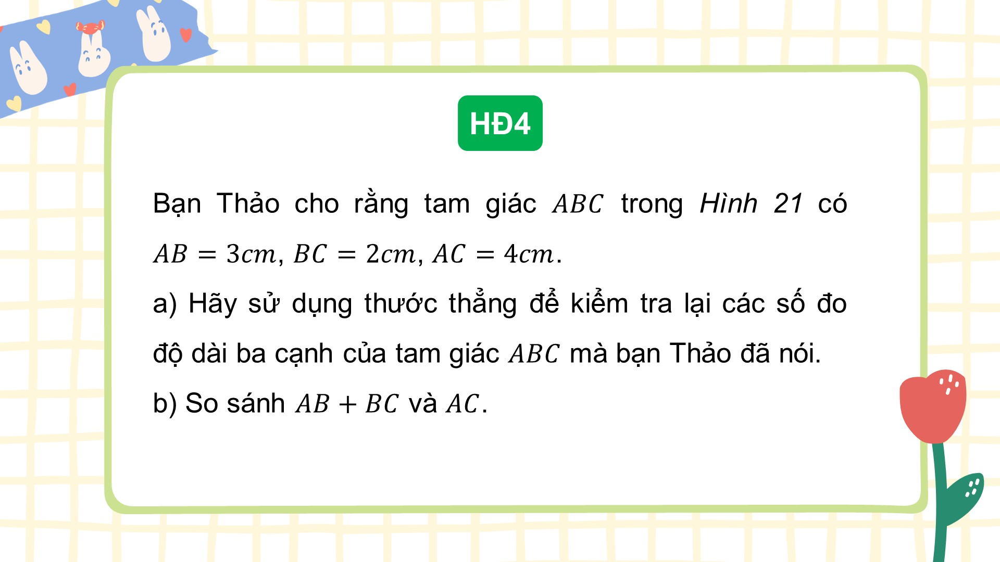 HĐ4
Bạn Thảo cho rằng tam giác ABC trong Hình 21 có
AB = 3cm, BC = 2cm, AC = 4cm.
a) Hãy sử dụng thước thẳng để kiểm tra lại các số đo
độ dài ba cạnh của tam giác ABC mà bạn Thảo đã nói.
b) So sánh AB + BC và AC.